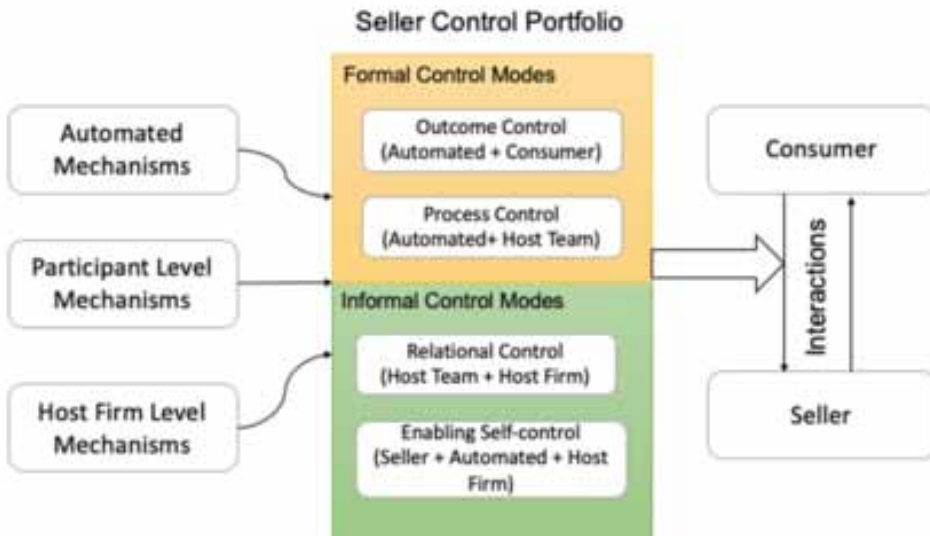 Seller Control Portfolio
Automated
Mechanisms
Participant Level
Mechanisms
Host Firm Level
Mechanisms
Formal Control Modes
Outcome Control
(Automated + Consumer)
Process Control
(Automated+ Host Team)
Informal Control Modes
Relational Control
(Host Team + Host Firm)
Enabling Self-control
(Seller + Automated + Host
Firm)
Consumer
Interactions
Seller